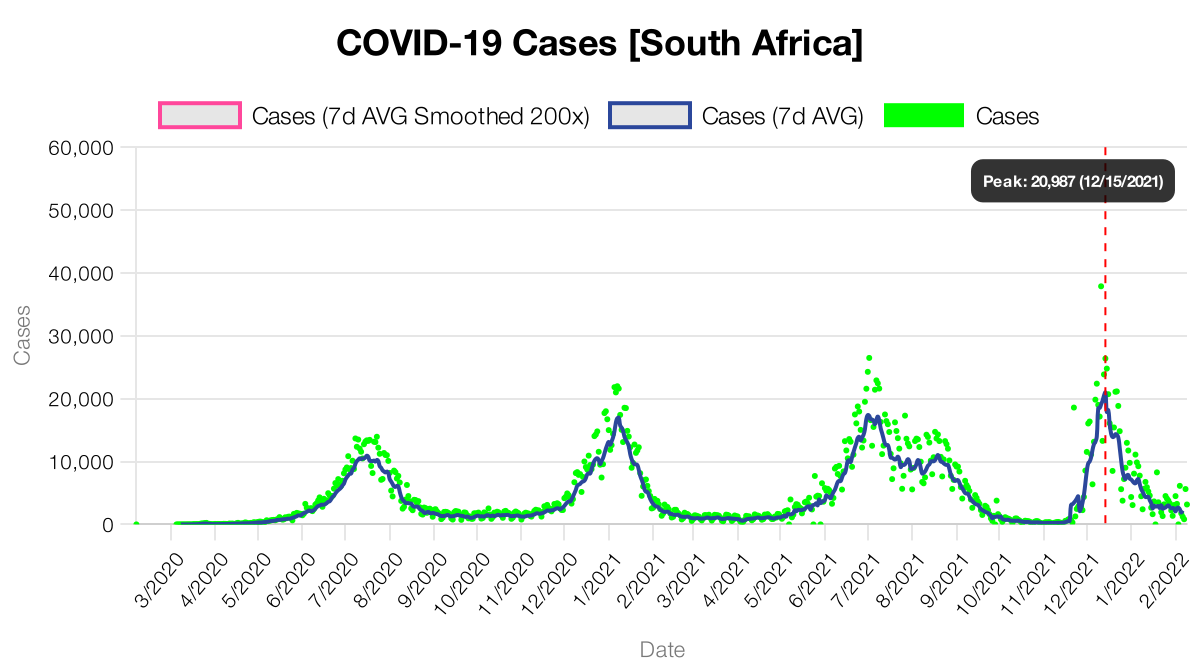 COVID-19 Cases [South Africa]
Cases (7d AVG Smoothed 200x) Cases (7d AVG) Cases
60,000
Peak: 20,987 (12/15/2021)
50,000
40,000
30,000
20,000
10,000
0
Cases
3/2020 4/2020 5/2020 6/2020 7/2020 8/2020 9/2020 10/2020 11/2020 12/2020 1/2021 2/2021 3/2021 4/2021 5/2021 6/2021 7/2021 8/2021 9/2021 10/2021 11/2021 12/2021 1/2022 2/2022
Date